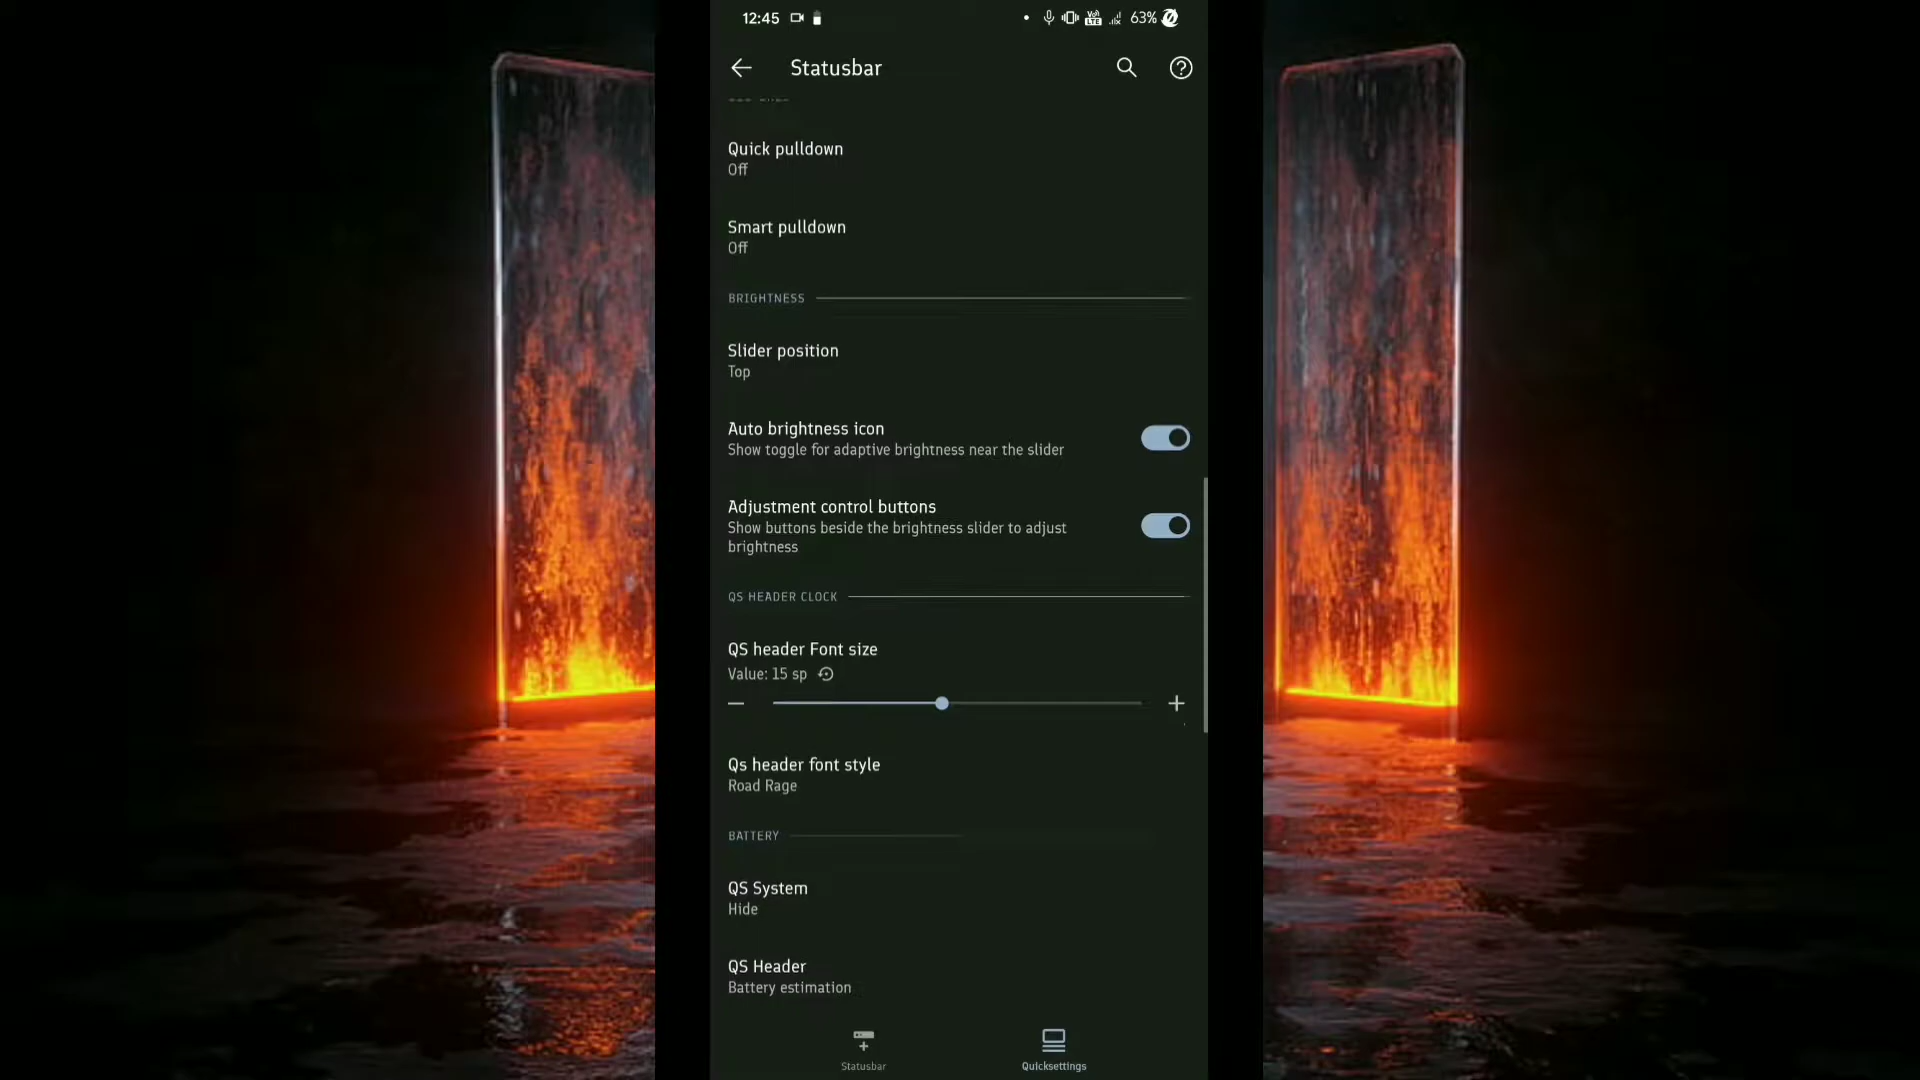 12:45 63%
Statusbar
Quick pulldown
Off
Smart pulldown
Off
BRIGHTNESS
Slider position
Top
Auto brightness icon
Show toggle for adaptive brightness near the slider
Adjustment control buttons
Show buttons beside the brightness slider to adjust
brightness
QS HEADER CLOCK
QS header Font size
Value: 15 sp
Qs header font style
Road Rage
BATTERY
QS System
Hide
QS Header
Battery estimation
Statusbar Quicksettings